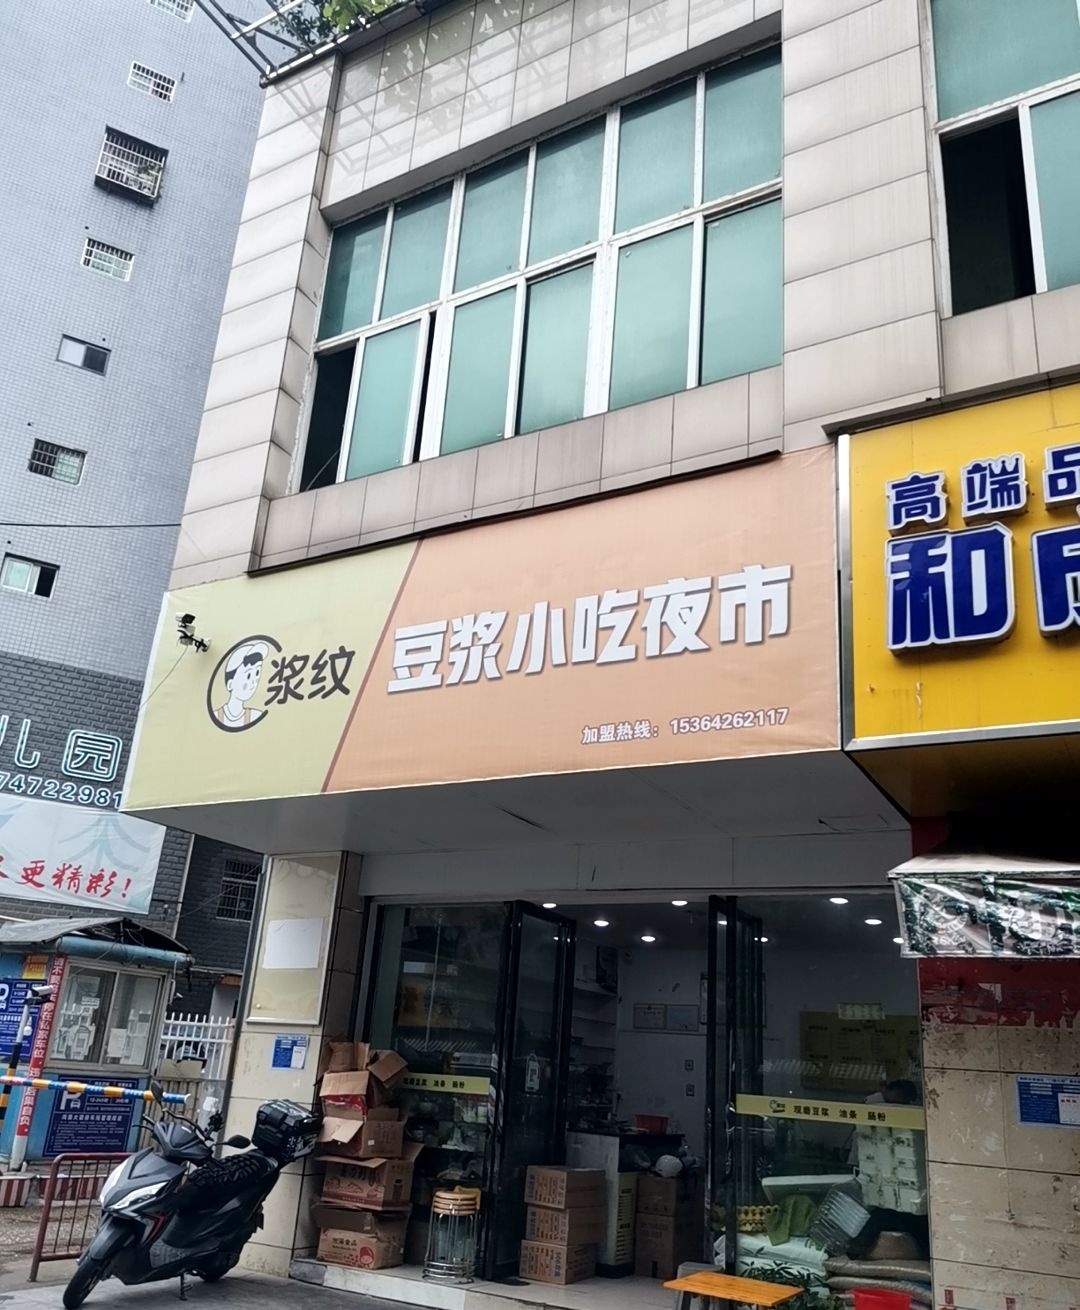 高端品
和成
浆纹
豆浆小吃夜市
加盟热线：15364262117
儿园
74722981
更精彩！
现磨豆浆 油条 肠粉
现磨豆浆 油条 肠粉
P
P